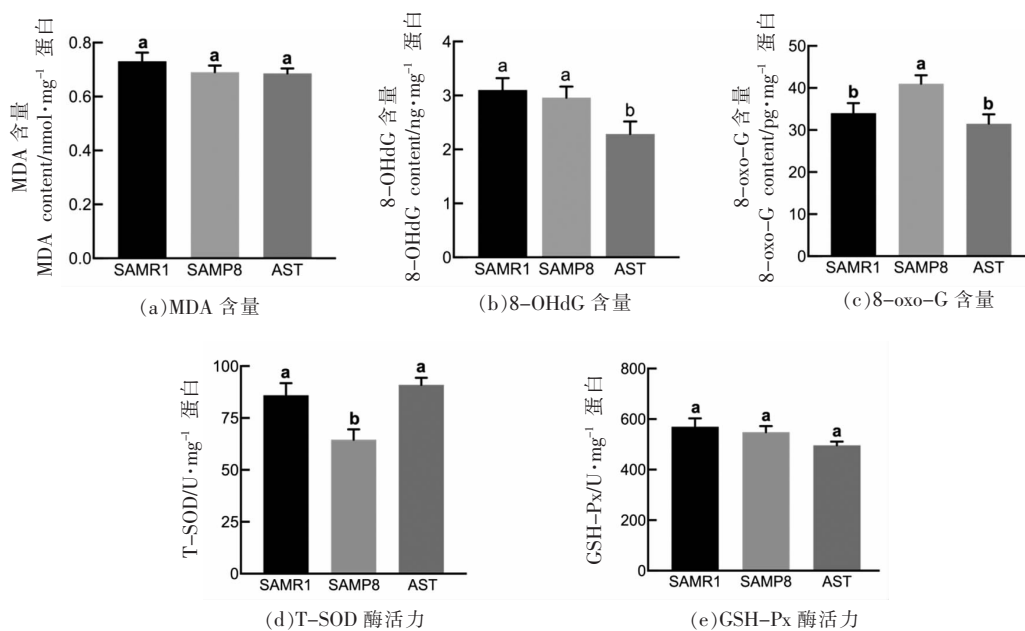 MDA 含量
MDA content/nmol·mg⁻¹ 蛋白
0.8
0.6
0.4
0.2
0.0
a
a
a
SAMR1
SAMP8
AST
(a)MDA 含量
8-OHdG 含量
8-OHdG content/ng·mg⁻¹ 蛋白
4
3
2
1
0
a
a
b
SAMR1
SAMP8
AST
(b)8-OHdG 含量
8-oxo-G 含量
8-oxo-G content/pg·mg⁻¹ 蛋白
50
40
30
20
10
0
b
a
b
SAMR1
SAMP8
AST
(c)8-oxo-G 含量
T-SOD/U·mg⁻¹ 蛋白
100
75
50
25
0
a
b
a
SAMR1
SAMP8
AST
(d)T-SOD 酶活力
GSH-Px/U·mg⁻¹ 蛋白
800
600
400
200
0
a
a
a
SAMR1
SAMP8
AST
(e)GSH-Px 酶活力